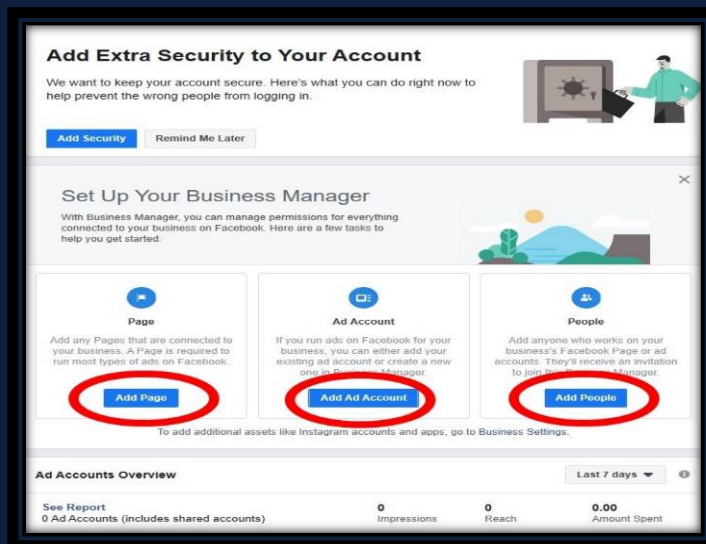 Add Extra Security to Your Account
We want to keep your account secure. Here's what you can do right now to
help prevent the wrong people from logging in.
Add Security
Remind Me Later
Set Up Your Business Manager
With Business Manager, you can manage permissions for everything
connected to your business on Facebook. Here are a few tasks to
help you get started:
Page
Add any Pages that are connected to
your business. A Page is required to
run most types of ads on Facebook.
Add Page
Ad Account
If you run ads on Facebook for your
business, you can either add your
existing ad account or create a new
one in Business Manager.
Add Ad Account
People
Add anyone who works on your
business's Facebook Page or ad
accounts. They'll receive an invitation
to join this Business Manager.
Add People
To add additional assets like Instagram accounts and apps, go to Business Settings.
Ad Accounts Overview
Last 7 days
See Report
0 Ad Accounts (includes shared accounts)
0
Impressions
0
Reach
0.00
Amount Spent